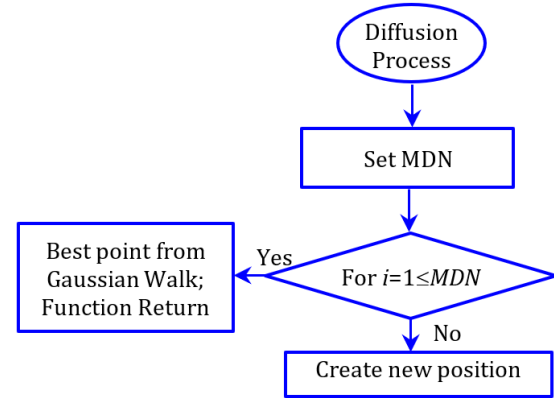 Diffusion
Process
Set MDN
For i=1≤MDN
Yes
Best point from
Gaussian Walk;
Function Return
No
Create new position